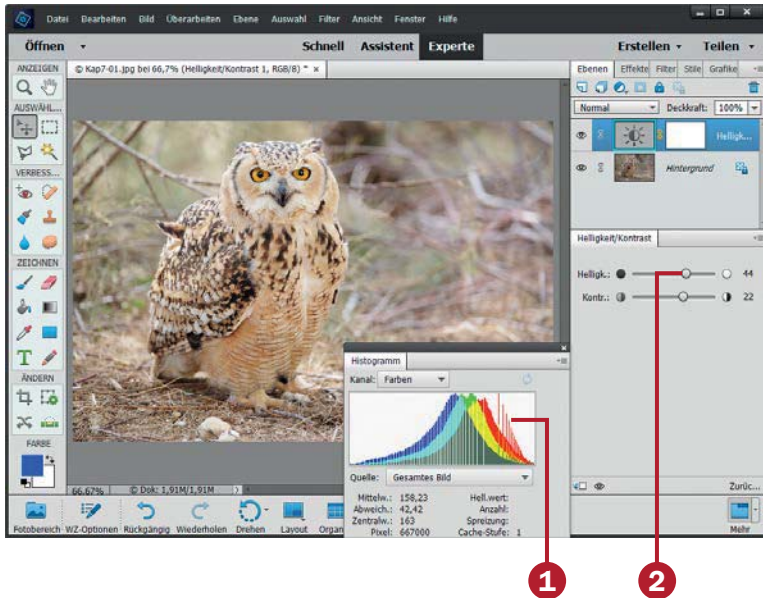 Datei Bearbeiten Bild Überarbeiten Ebene Auswahl Filter Ansicht Fenster Hilfe
Öffnen Schnell Assistent Experte Erstellen Teilen
ANZEIGEN
© Kap7-01.jpg bei 66,7% (Helligkeit/Kontrast 1, RGB/8) * ×
Ebenen Effekte Filter Stile Grafike
AUSWÄHL...
Normal Deckkraft: 100%
Helligk...
VERBESS...
Hintergrund
Helligkeit/Kontrast
ZEICHNEN
Helligk.: 44
Kontr.: 22
T
Histogramm
ÄNDERN
Kanal: Farben
1
2
FARBE
Quelle: Gesamtes Bild
66,67% © Dok: 1,91M/1,91M
Zurüc...
Mittelw.: 158,23 Hell.wert:
Abweich.: 42,42 Anzahl:
Zentralw.: 163 Spreizung:
Pixel: 667000 Cache-Stufe: 1
Fotobereich WZ-Optionen Rückgängig Wiederholen Drehen Layout Organ
Mehr